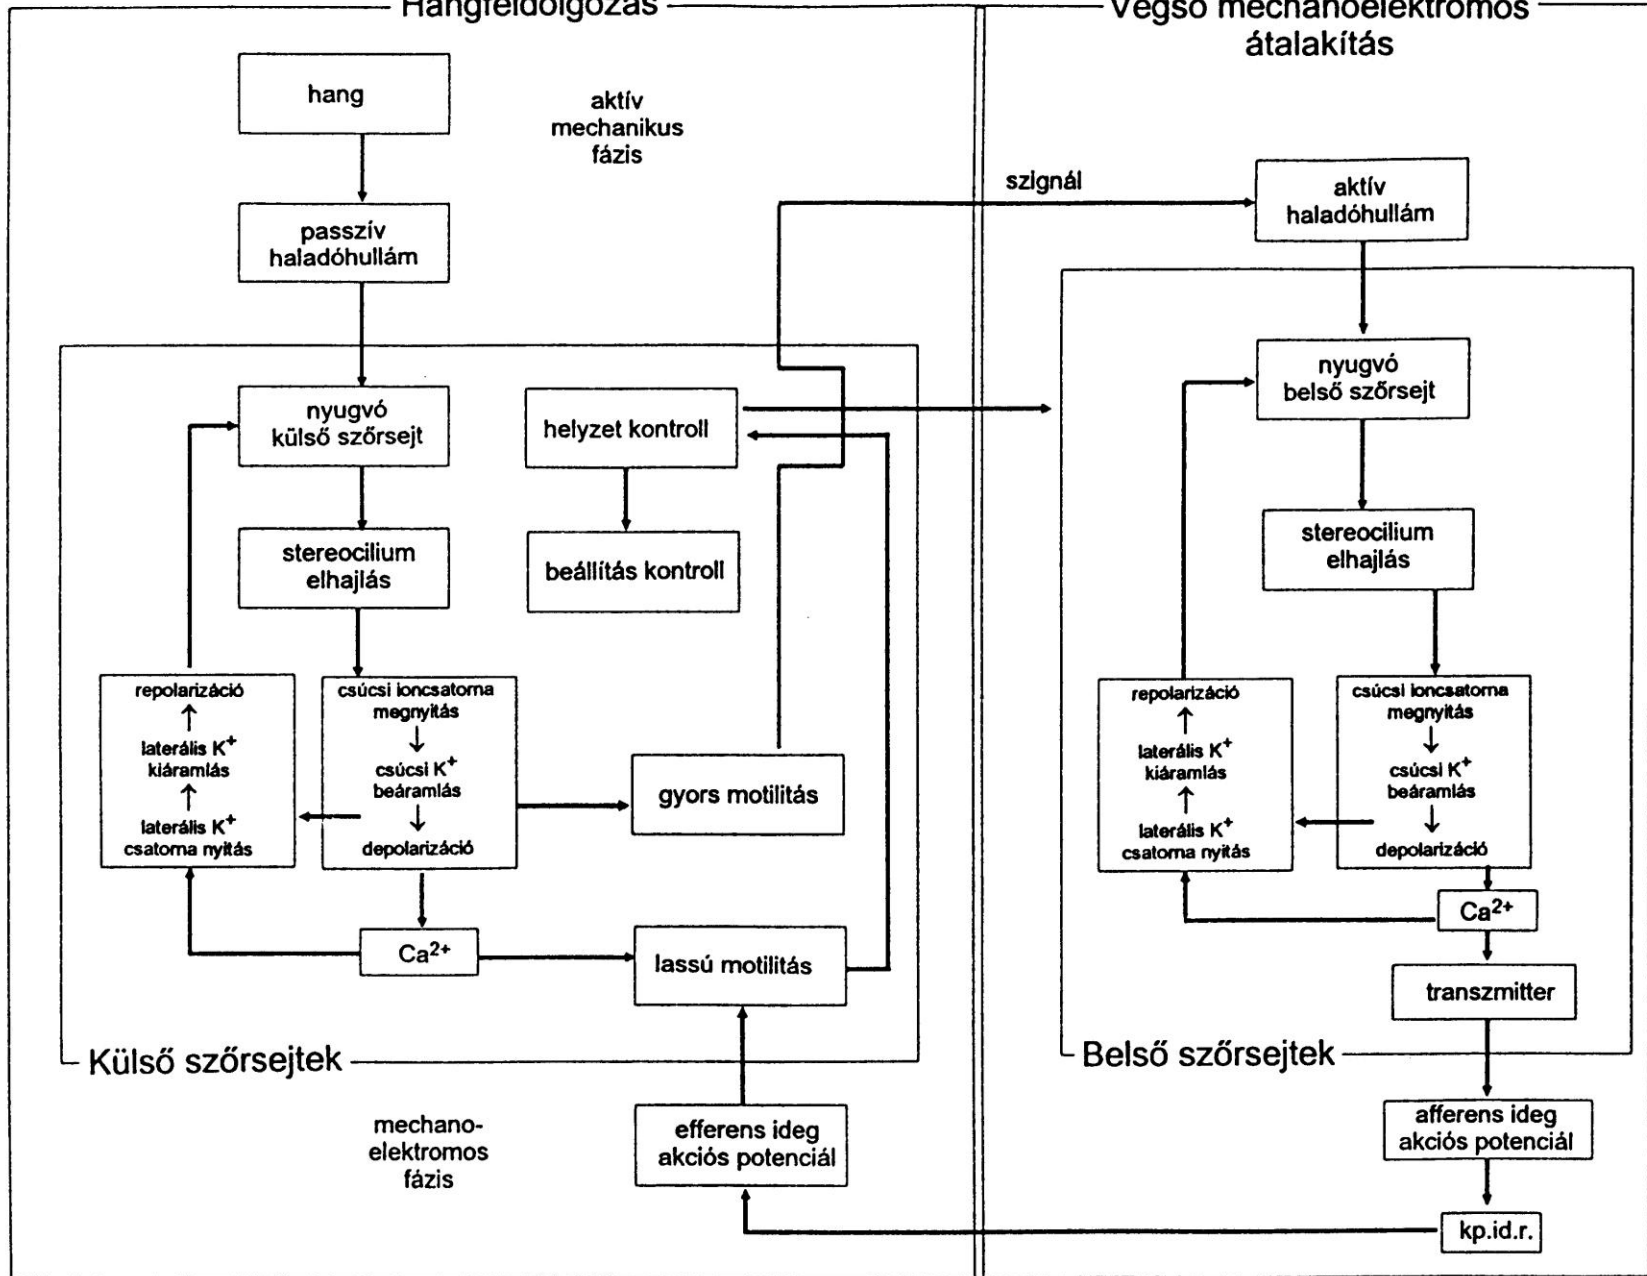 Hangfeldolgozás
hang
aktív
mechanikus
fázis
passzív
haladóhullám
nyugvó
külső szőrsejt
helyzet kontroll
stereocilium
elhajlás
beállítás kontroll
repolarizáció
↑
laterális K⁺
kiáramlás
↑
laterális K⁺
csatorna nyitás
csúcsi ioncsatorna
megnyitás
↓
csúcsi K⁺
beáramlás
↓
depolarizáció
gyors motilitás
Ca²⁺
lassú motilitás
Külső szőrsejtek
mechano-
elektromos
fázis
efferens ideg
akciós potenciál
Végső mechanoelektromos
átalakítás
szignál
aktív
haladóhullám
nyugvó
belső szőrsejt
stereocilium
elhajlás
repolarizáció
↑
laterális K⁺
kiáramlás
↑
laterális K⁺
csatorna nyitás
csúcsi ioncsatorna
megnyitás
↓
csúcsi K⁺
beáramlás
↓
depolarizáció
Ca²⁺
transzmitter
Belső szőrsejtek
afferens ideg
akciós potenciál
kp.id.r.